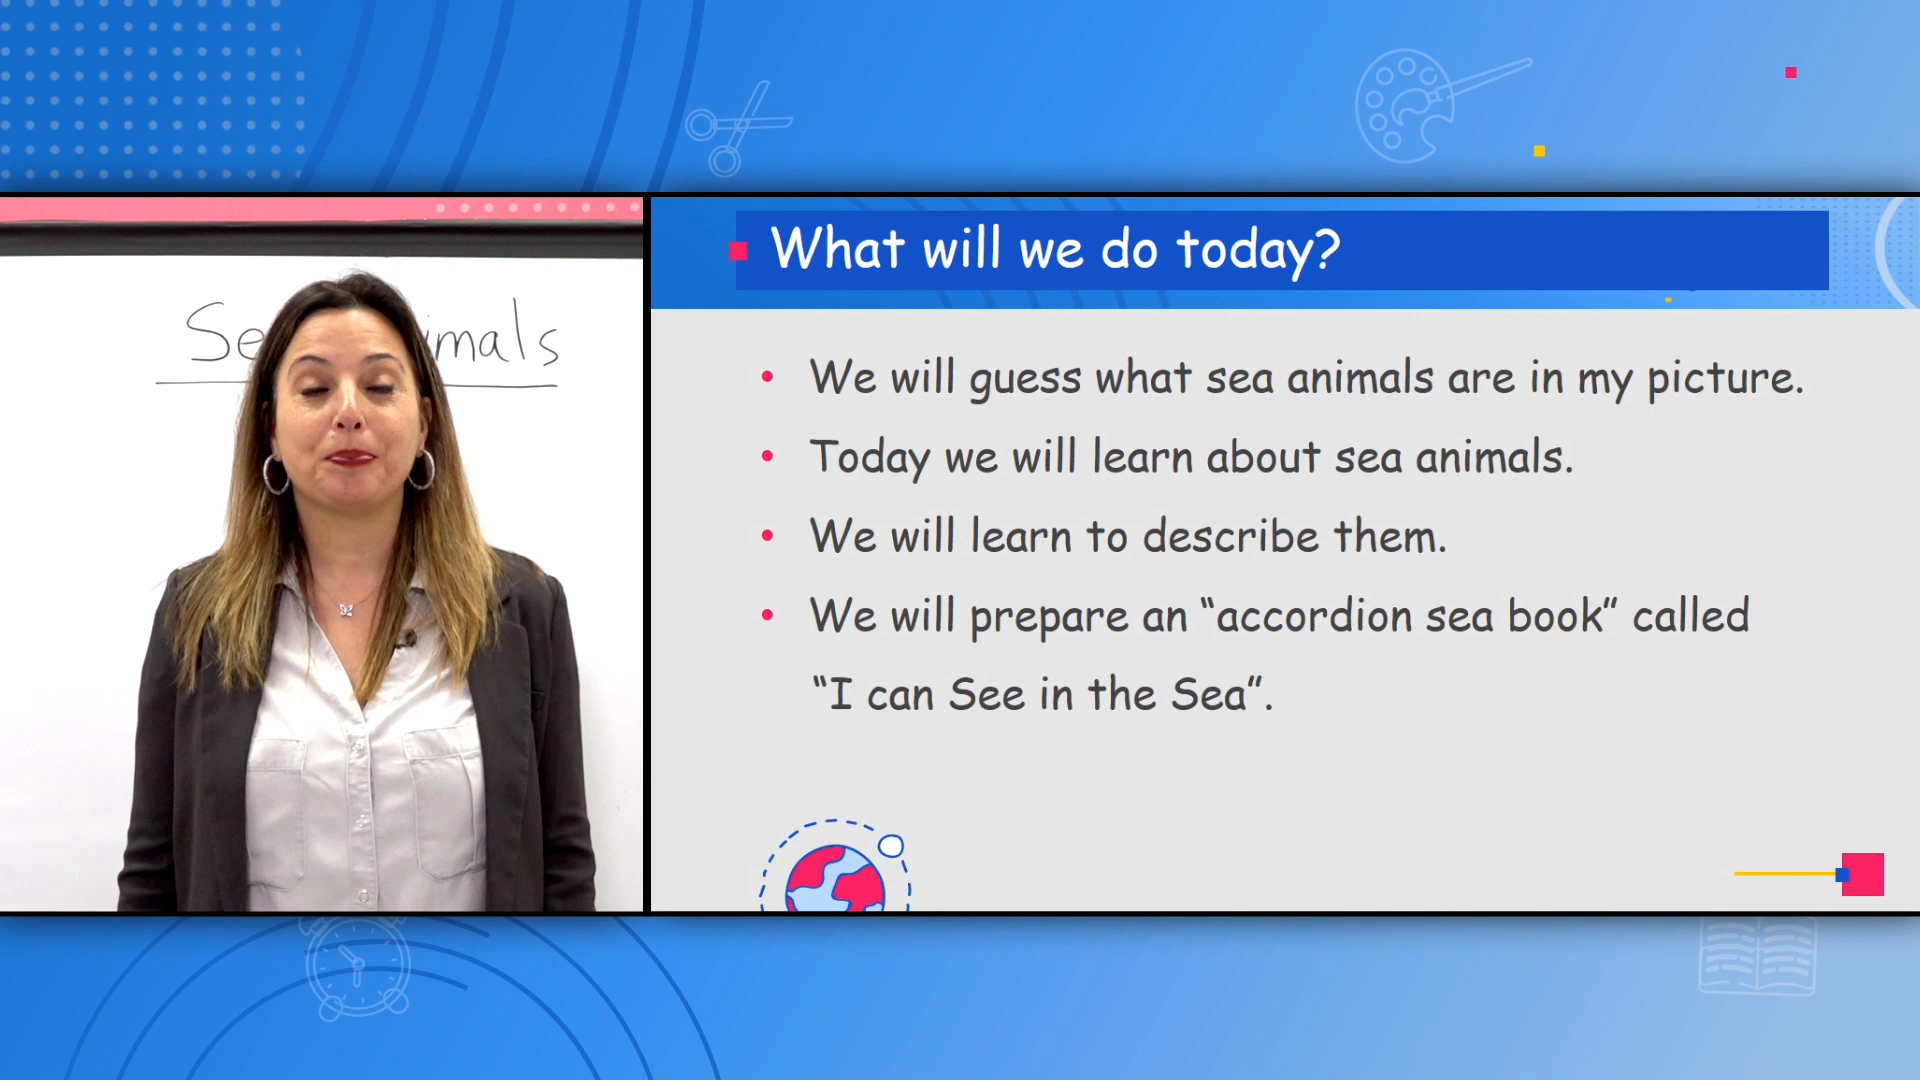 What will we do today?
• We will guess what sea animals are in my picture.
• Today we will learn about sea animals.
• We will learn to describe them.
• We will prepare an “accordion sea book” called
“I can See in the Sea”.